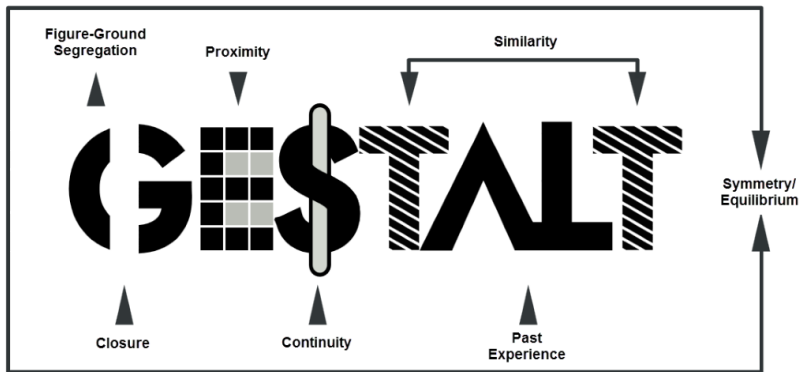 Figure-Ground
Segregation
Proximity
Similarity
GESTALT
Symmetry/
Equilibrium
Closure
Continuity
Past
Experience